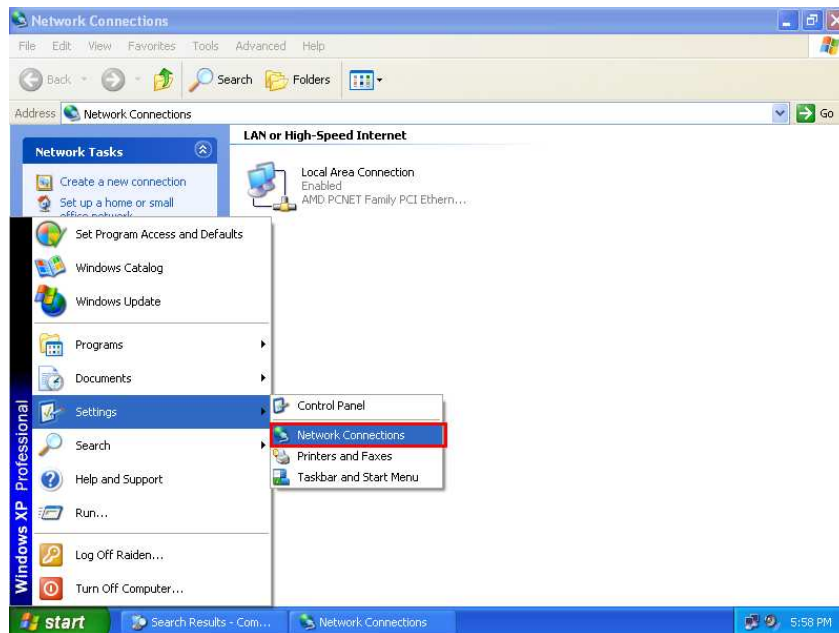 Network Connections
File Edit View Favorites Tools Advanced Help
Back Search Folders
Address Network Connections Go
LAN or High-Speed Internet
Network Tasks
Create a new connection
Set up a home or small
office network
Local Area Connection
Enabled
AMD PCNET Family PCI Ethern...
Set Program Access and Defaults
Windows Catalog
Windows Update
Programs
Documents
Settings
Search
Help and Support
Run...
Log Off Raiden...
Turn Off Computer...
Windows XP Professional
Control Panel
Network Connections
Printers and Faxes
Taskbar and Start Menu
start
Search Results - Com...
Network Connections
5:58 PM